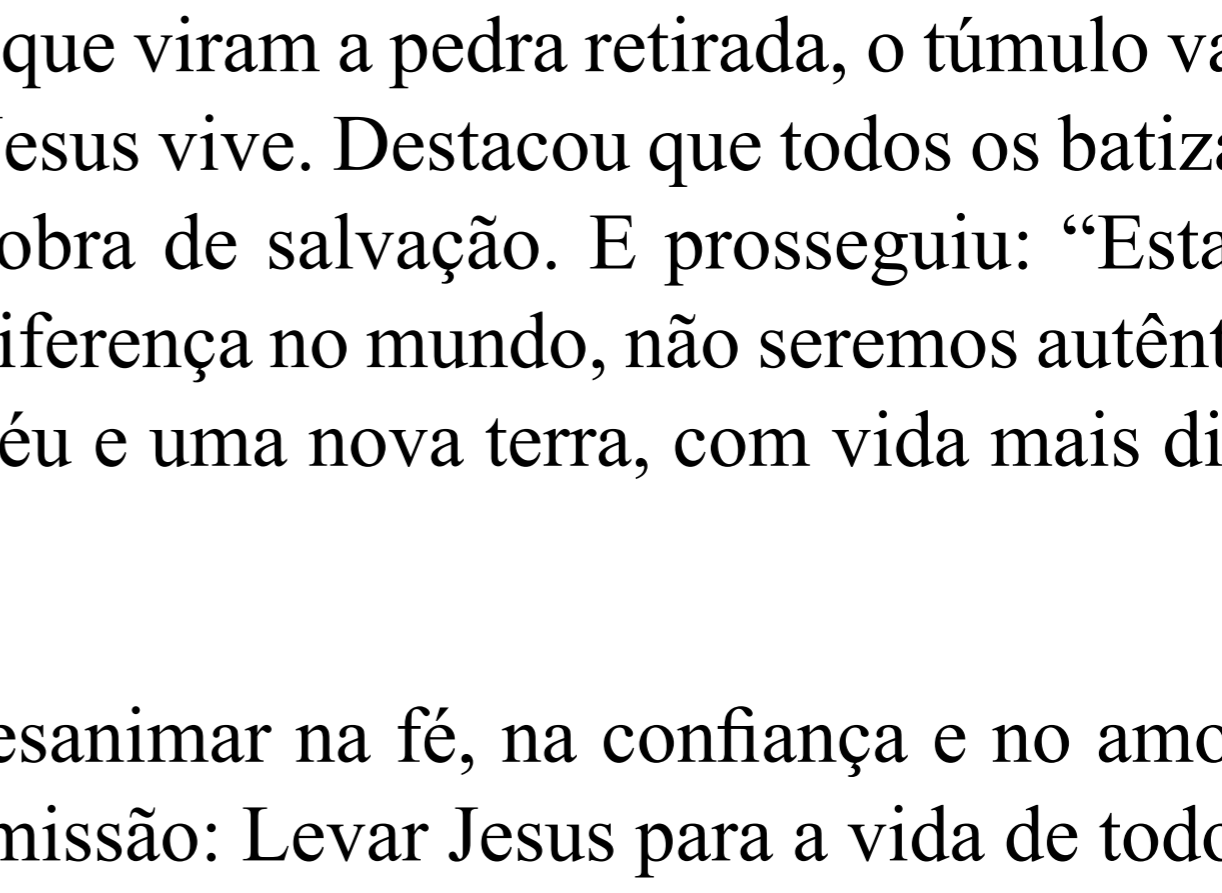 que viram a pedra retirada, o túmulo va
esus vive. Destacou que todos os batiza
obra de salvação. E prosseguiu: “Esta
iferença no mundo, não seremos autênt
éu e uma nova terra, com vida mais di
esanimar na fé, na confiança e no amo
missão: Levar Jesus para a vida de todo